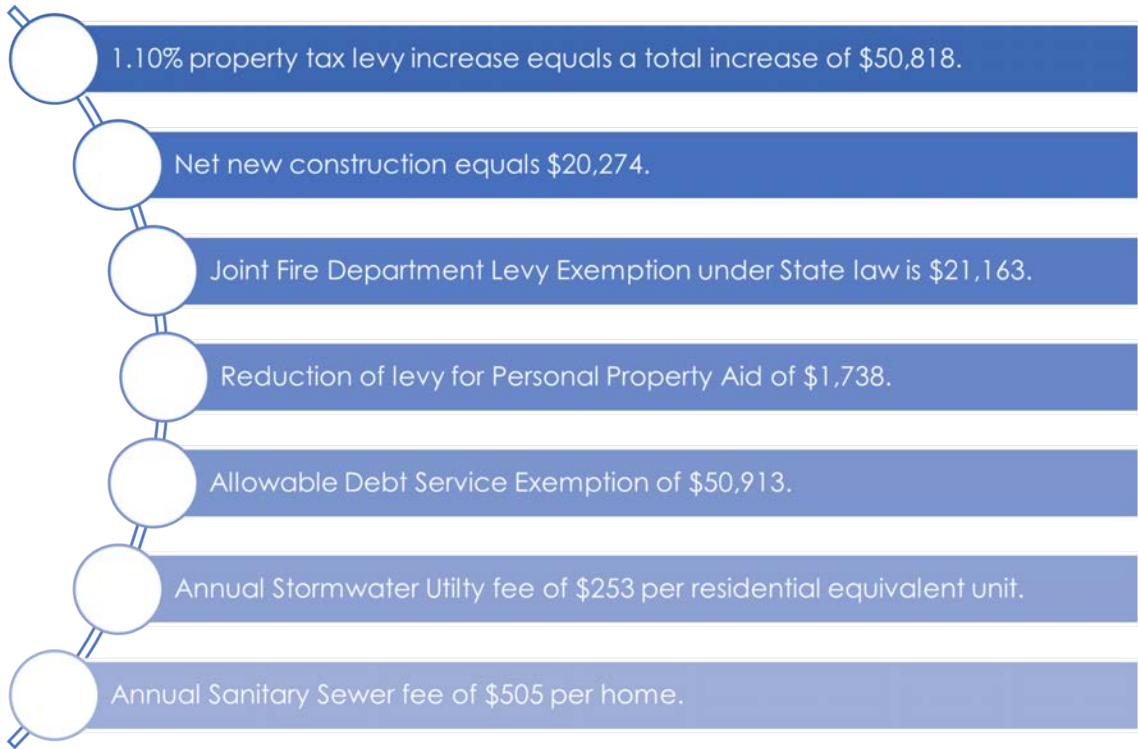 1.10% property tax levy increase equals a total increase of $50,818.
Net new construction equals $20,274.
Joint Fire Department Levy Exemption under State law is $21,163.
Reduction of levy for Personal Property Aid of $1,738.
Allowable Debt Service Exemption of $50,913.
Annual Stormwater Utilty fee of $253 per residential equivalent unit.
Annual Sanitary Sewer fee of $505 per home.